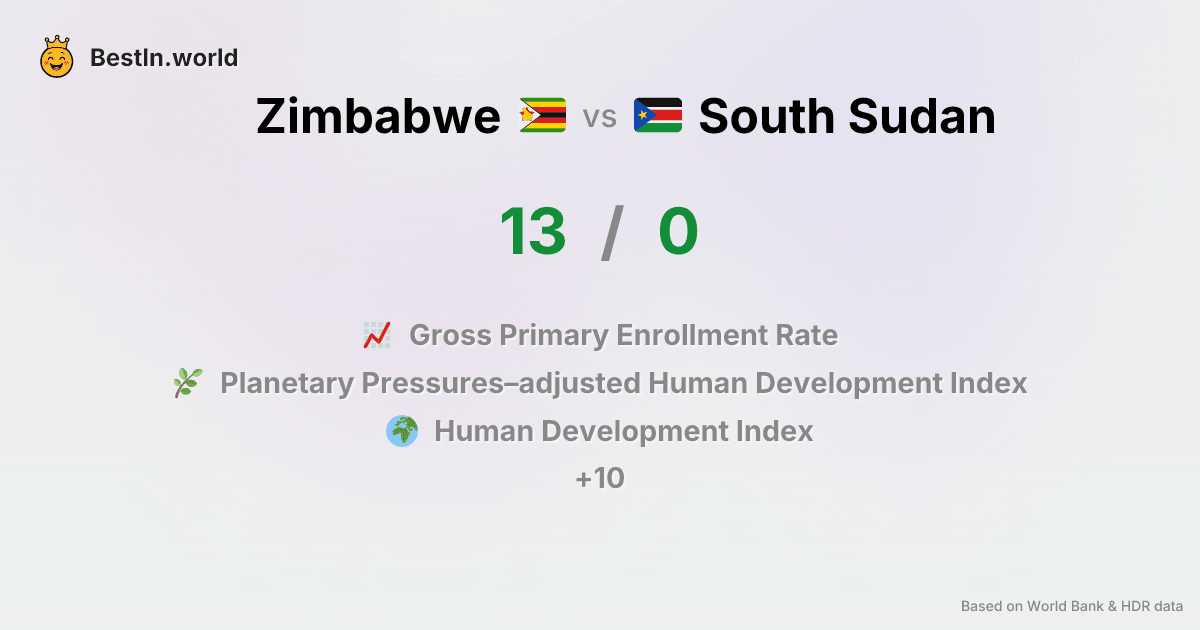 BestIn.world
Zimbabwe vs South Sudan
13 / 0
Gross Primary Enrollment Rate
Planetary Pressures–adjusted Human Development Index
Human Development Index
+10
Based on World Bank & HDR data